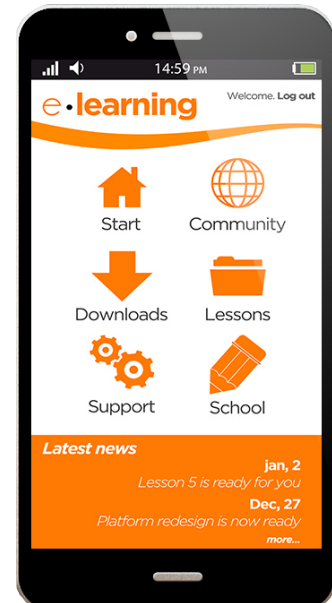 14:59 PM
e•learning
Welcome. Log out
Start
Community
Downloads
Lessons
Support
School
Latest news
jan, 2
Lesson 5 is ready for you
Dec, 27
Platform redesign is now ready
more...